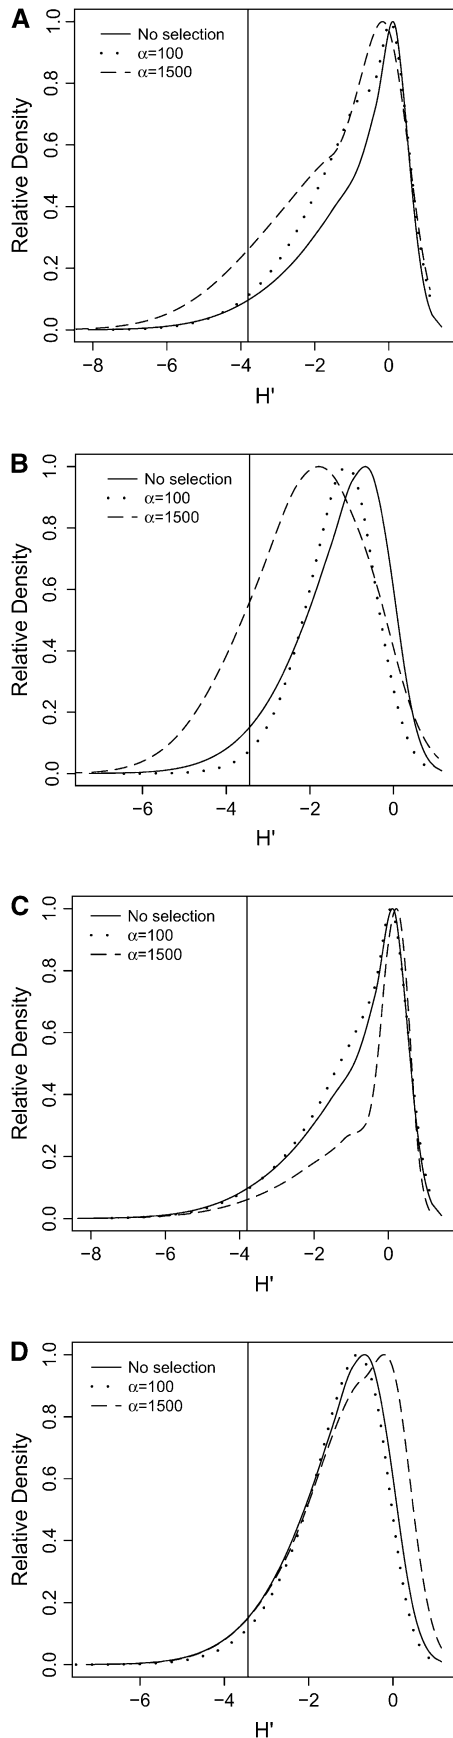 A
No selection
α=100
α=1500
Relative Density
0.0 0.2 0.4 0.6 0.8 1.0
−8 −6 −4 −2 0
H'
B
No selection
α=100
α=1500
Relative Density
0.0 0.2 0.4 0.6 0.8 1.0
−6 −4 −2 0
H'
C
No selection
α=100
α=1500
Relative Density
0.0 0.2 0.4 0.6 0.8 1.0
−8 −6 −4 −2 0
H'
D
No selection
α=100
α=1500
Relative Density
0.0 0.2 0.4 0.6 0.8 1.0
−6 −4 −2 0
H'